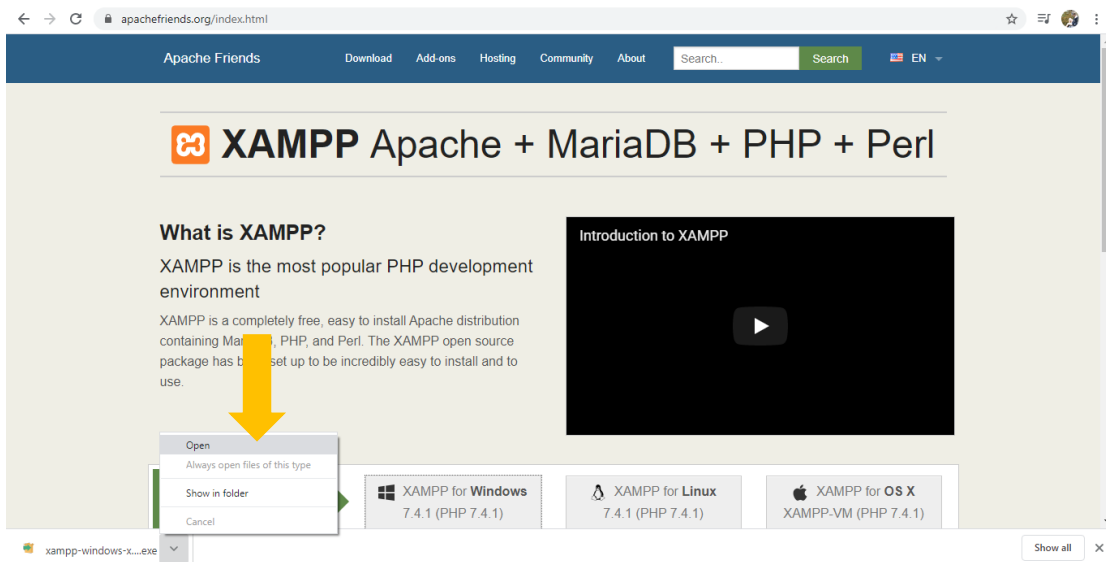 apachefriends.org/index.html
Apache Friends
Download
Add-ons
Hosting
Community
About
Search..
Search
EN
XAMPP Apache + MariaDB + PHP + Perl
What is XAMPP?
XAMPP is the most popular PHP development
environment
XAMPP is a completely free, easy to install Apache distribution
containing Ma , PHP, and Perl. The XAMPP open source
package has set up to be incredibly easy to install and to
use.
Introduction to XAMPP
Open
Always open files of this type
Show in folder
Cancel
XAMPP for Windows
7.4.1 (PHP 7.4.1)
XAMPP for Linux
7.4.1 (PHP 7.4.1)
XAMPP for OS X
XAMPP-VM (PHP 7.4.1)
xampp-windows-x....exe
Show all